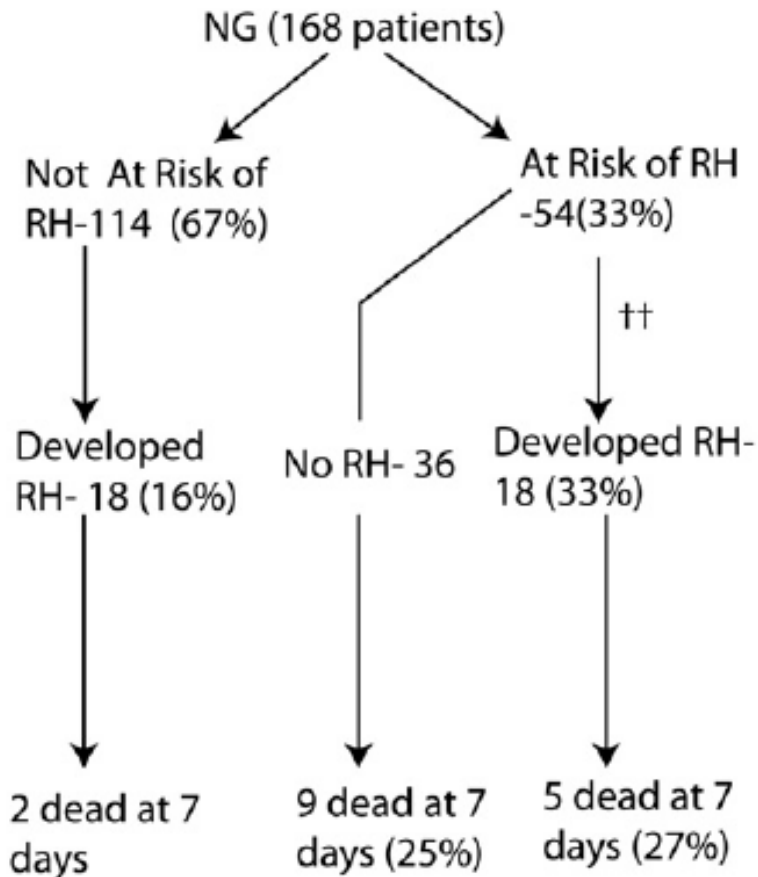 NG (168 patients)
Not At Risk of
RH-114 (67%)
At Risk of RH
-54(33%)
††
Developed
RH- 18 (16%)
No RH- 36
Developed RH-
18 (33%)
2 dead at 7
days
9 dead at 7
days (25%)
5 dead at 7
days (27%)